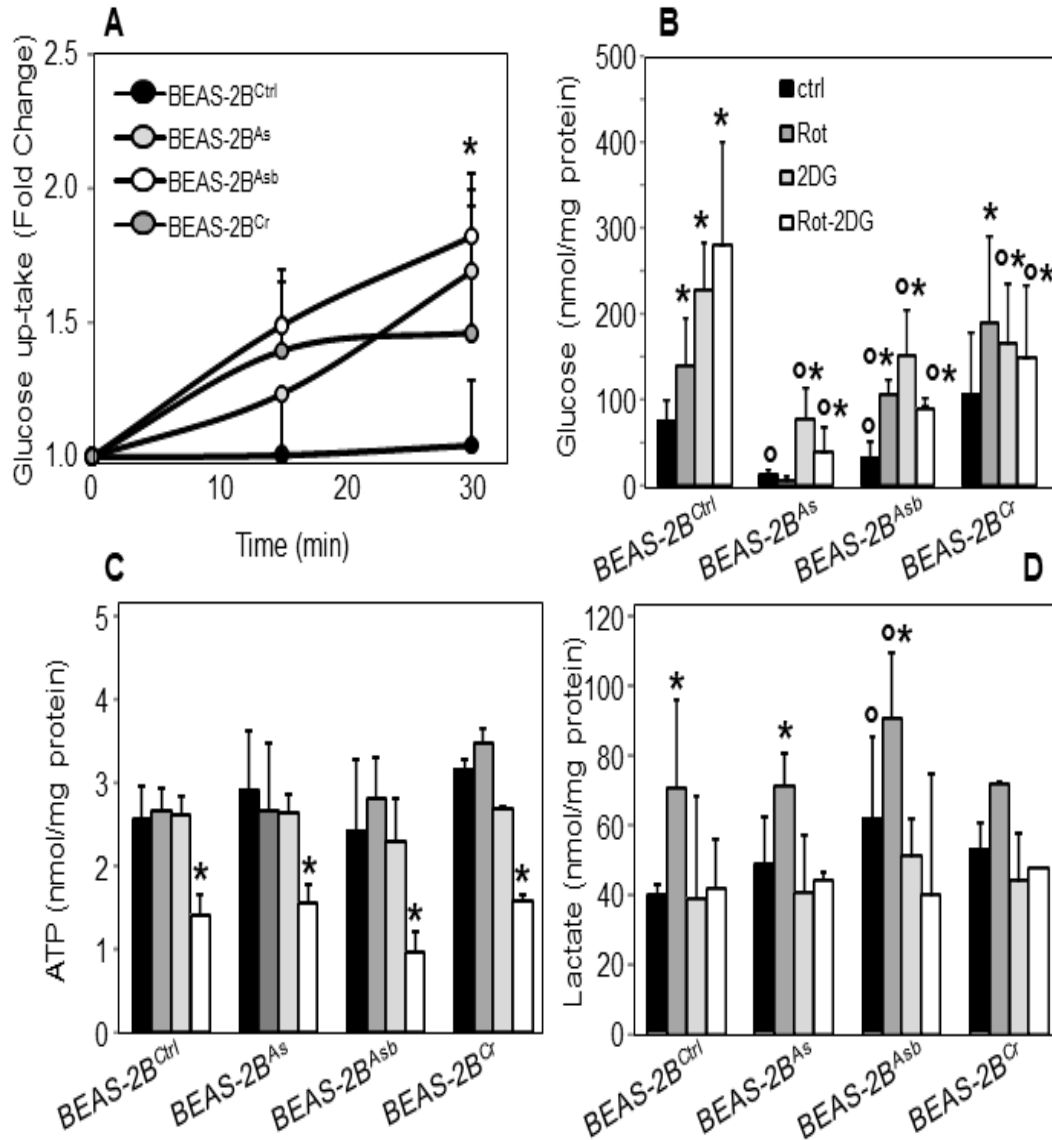 A
Glucose up-take (Fold Change)
2.5
2.0
1.5
1.0
BEAS-2BCtrl
BEAS-2BAs
BEAS-2BAsb
BEAS-2BCr
*
0
10
20
30
Time (min)
B
Glucose (nmol/mg protein)
500
400
300
200
100
0
ctrl
Rot
2DG
Rot-2DG
* * *
o o* o*
o o* o* o*
* o* o*
BEAS-2BCtrl
BEAS-2BAs
BEAS-2BAsb
BEAS-2BCr
C
ATP (nmol/mg protein)
5
4
3
2
1
0
* * * *
BEAS-2BCtrl
BEAS-2BAs
BEAS-2BAsb
BEAS-2BCr
D
Lactate (nmol/mg protein)
120
100
80
60
40
20
0
* * o o*
BEAS-2BCtrl
BEAS-2BAs
BEAS-2BAsb
BEAS-2BCr